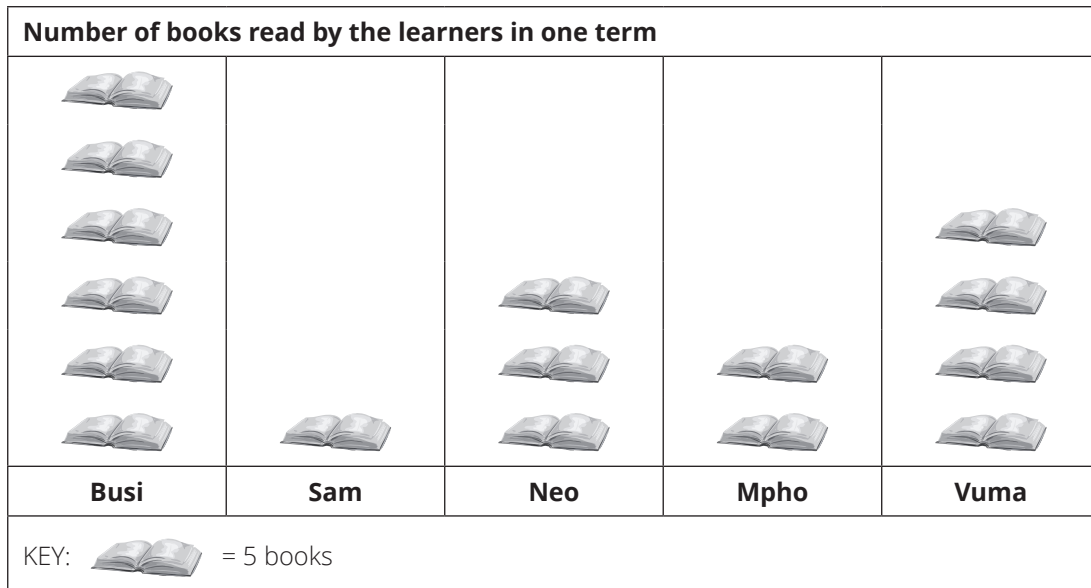 Number of books read by the learners in one term
Busi Sam Neo Mpho Vuma
KEY: = 5 books